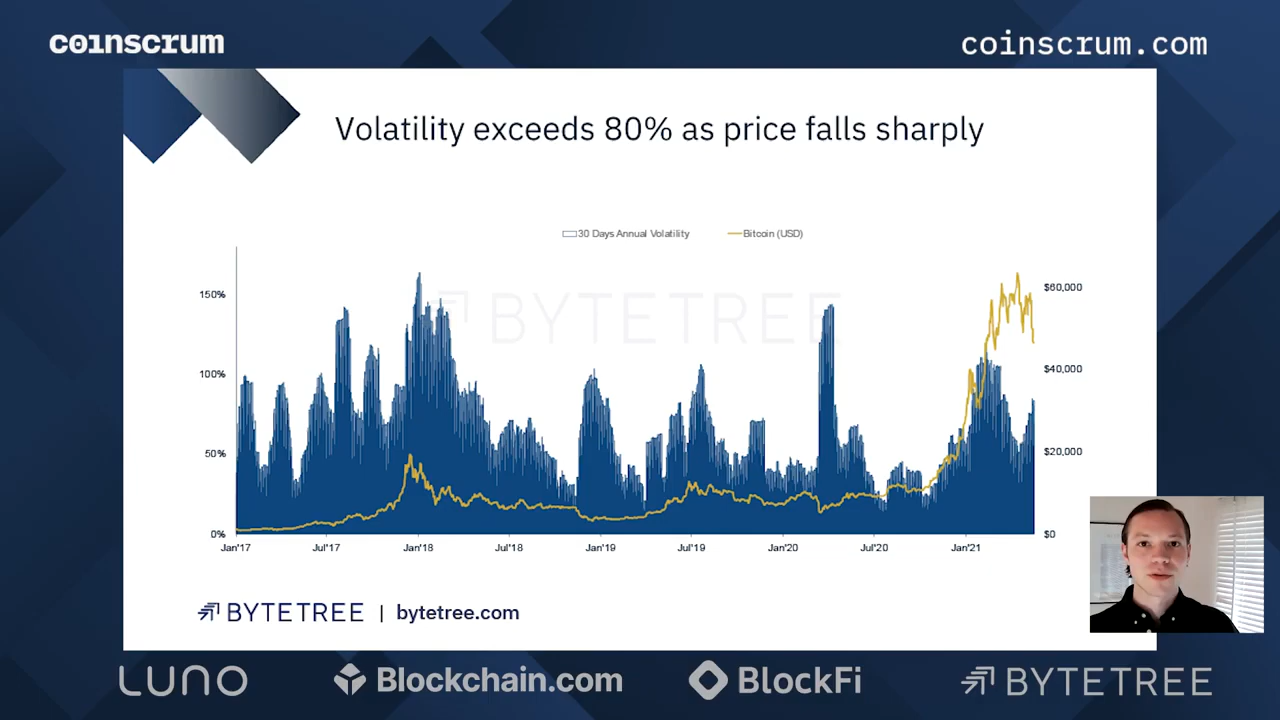 coinscrum
coinscrum.com
Volatility exceeds 80% as price falls sharply
30 Days Annual Volatility
Bitcoin (USD)
BYTETREE
150%
100%
50%
0%
$60,000
$40,000
$20,000
$0
Jan'17
Jul'17
Jan'18
Jul'18
Jan'19
Jul'19
Jan'20
Jul'20
Jan'21
BYTETREE | bytetree.com
LUNO
Blockchain.com
BlockFi
BYTETREE